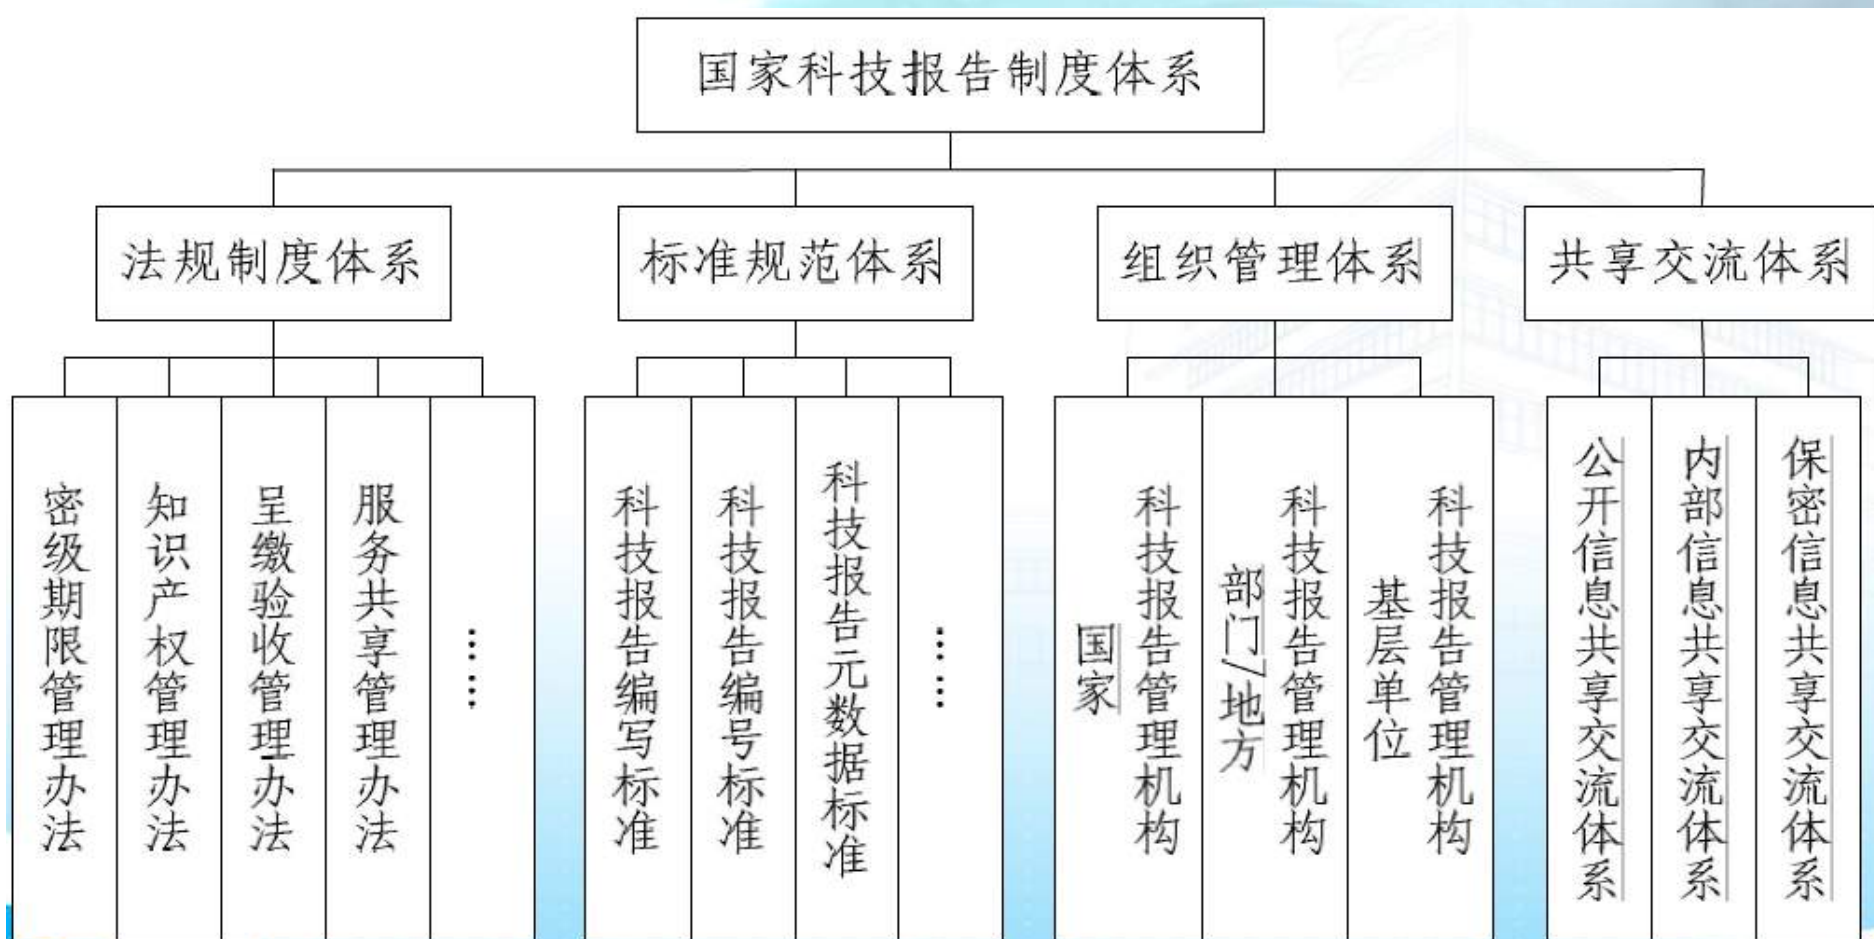 国家科技报告制度体系
法规制度体系
标准规范体系
组织管理体系
共享交流体系
密级期限管理办法
知识产权管理办法
呈缴验收管理办法
服务共享管理办法
……
科技报告编写标准
科技报告编号标准
科技报告元数据标准
……
国家
科技报告管理机构
部门/地方
科技报告管理机构
基层单位
科技报告管理机构
公开信息共享交流体系
内部信息共享交流体系
保密信息共享交流体系